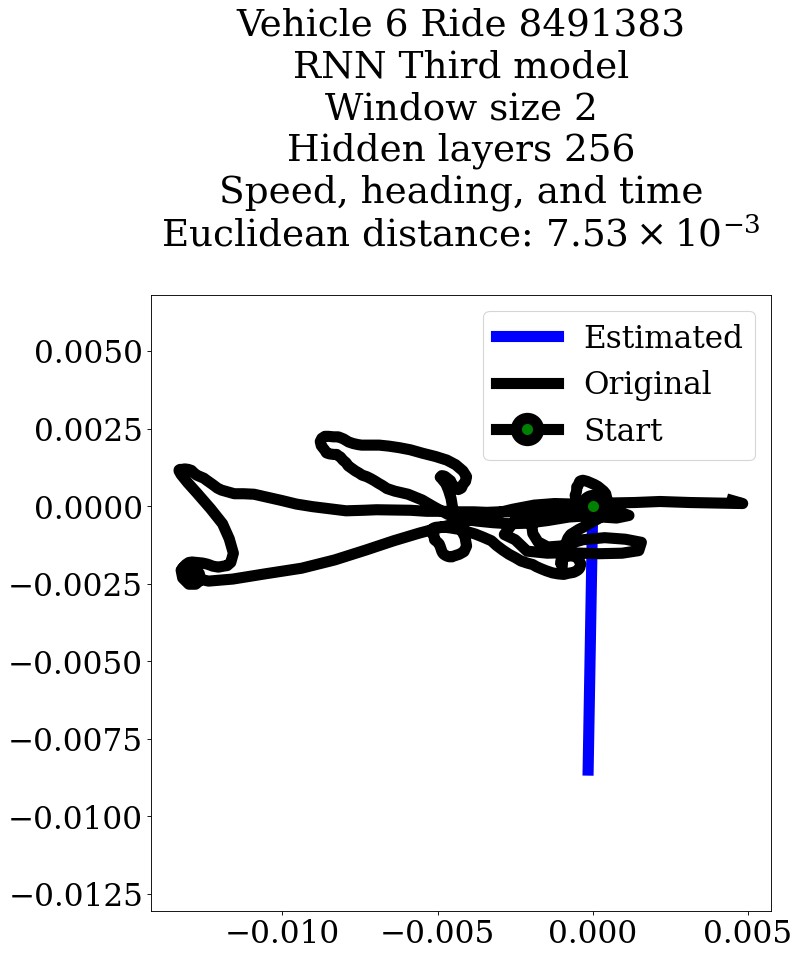 Vehicle 6 Ride 8491383
RNN Third model
Window size 2
Hidden layers 256
Speed, heading, and time
Euclidean distance: 7.53 × 10⁻³
Estimated
Original
Start
0.0050
0.0025
0.0000
−0.0025
−0.0050
−0.0075
−0.0100
−0.0125
−0.010 −0.005 0.000 0.005